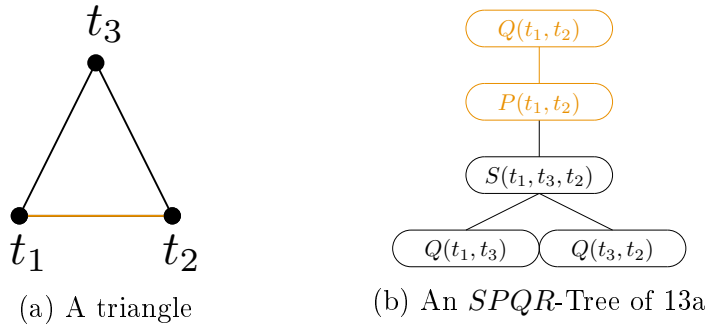 t₃
t₁ t₂
(a) A triangle
Q(t₁, t₂)
P(t₁, t₂)
S(t₁, t₃, t₂)
Q(t₁, t₃) Q(t₃, t₂)
(b) An SPQR-Tree of 13a